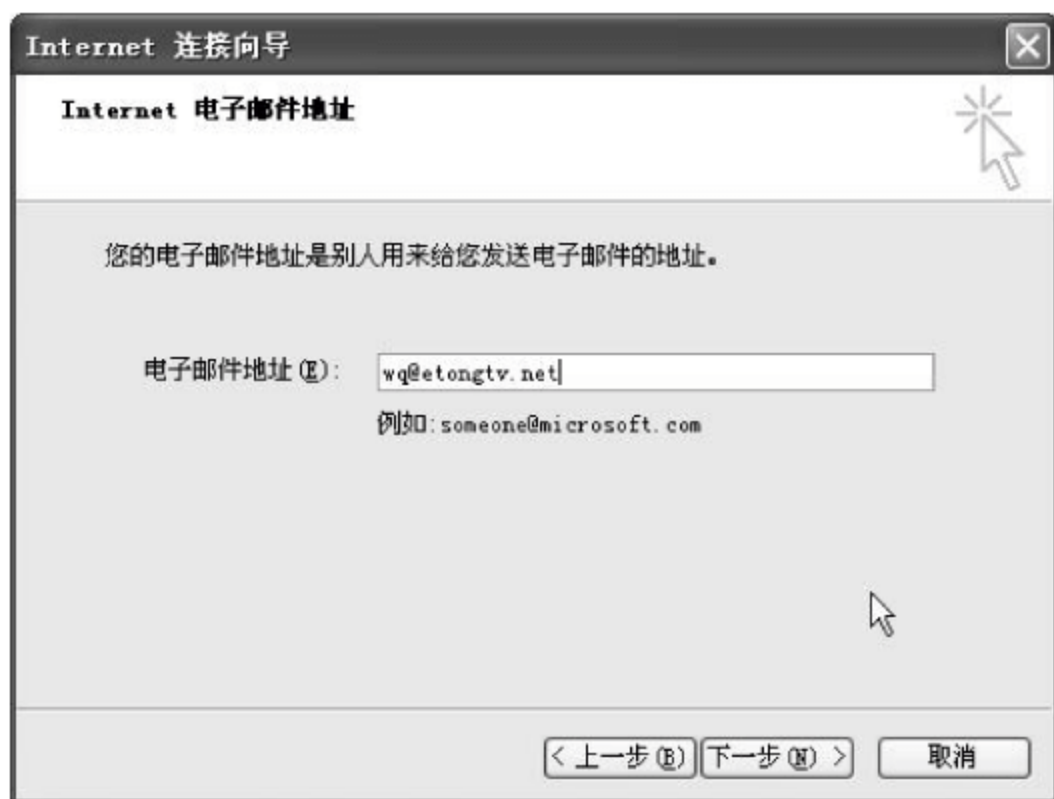 Internet 连接向导
Internet 电子邮件地址
您的电子邮件地址是别人用来给您发送电子邮件的地址。
电子邮件地址(E): wq@etongtv.net
例如:someone@microsoft.com
< 上一步(B) 下一步(N) > 取消